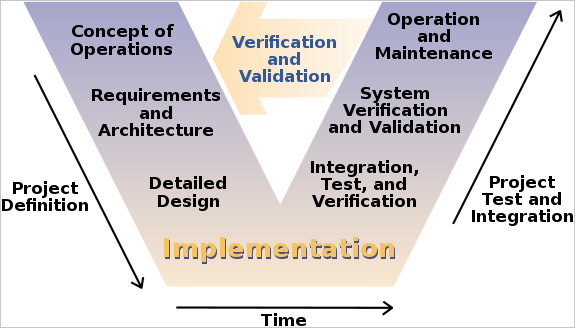 Concept of
Operations
Verification
and
Validation
Operation
and
Maintenance
Requirements
and
Architecture
System
Verification
and Validation
Project
Definition
Detailed
Design
Integration,
Test, and
Verification
Project
Test and
Integration
Implementation
Time